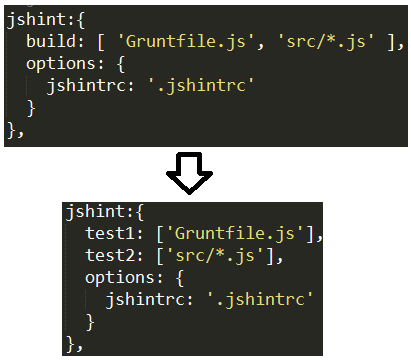 jshint:{
build: [ 'Gruntfile.js', 'src/*.js' ],
options: {
jshintrc: '.jshintrc'
}
},
jshint:{
test1: ['Gruntfile.js'],
test2: ['src/*.js'],
options: {
jshintrc: '.jshintrc'
}
},